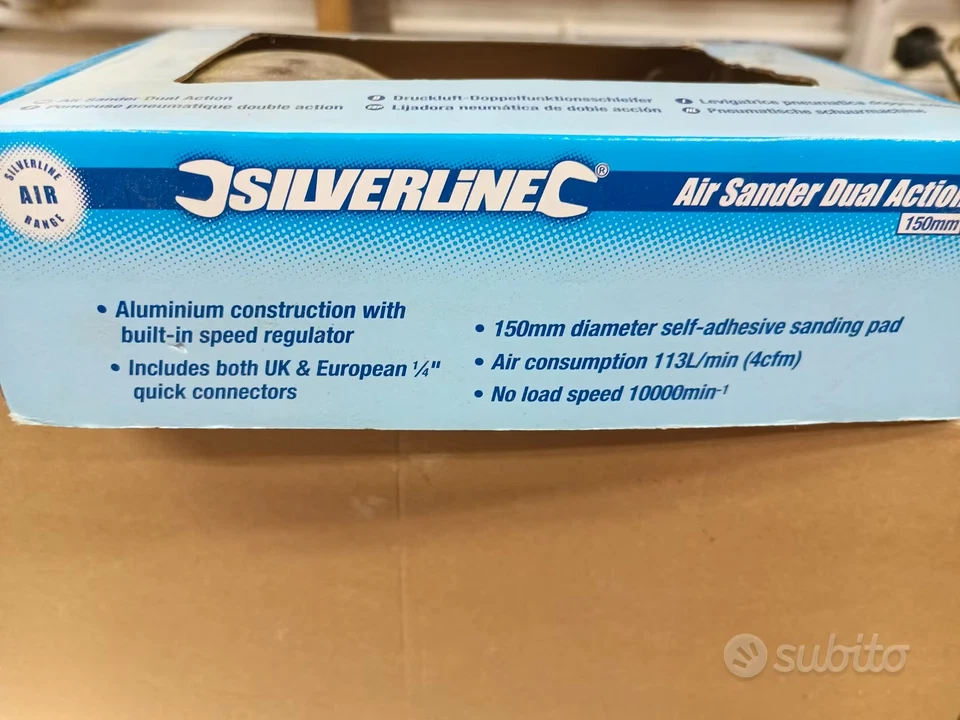 Air Sander Dual Action
Ponceuse pneumatique double action
Druckluft-Doppelfunktionsschleifer
Lijadora neumática de doble acción
Levigatrice pneumatica doppia
Pneumatische schuurmachine
SILVERLINE
AIR
RANGE
SILVERLINE®
Air Sander Dual Action
150mm
• Aluminium construction with
built-in speed regulator
• Includes both UK & European ¼"
quick connectors
• 150mm diameter self-adhesive sanding pad
• Air consumption 113L/min (4cfm)
• No load speed 10000min⁻¹
subito